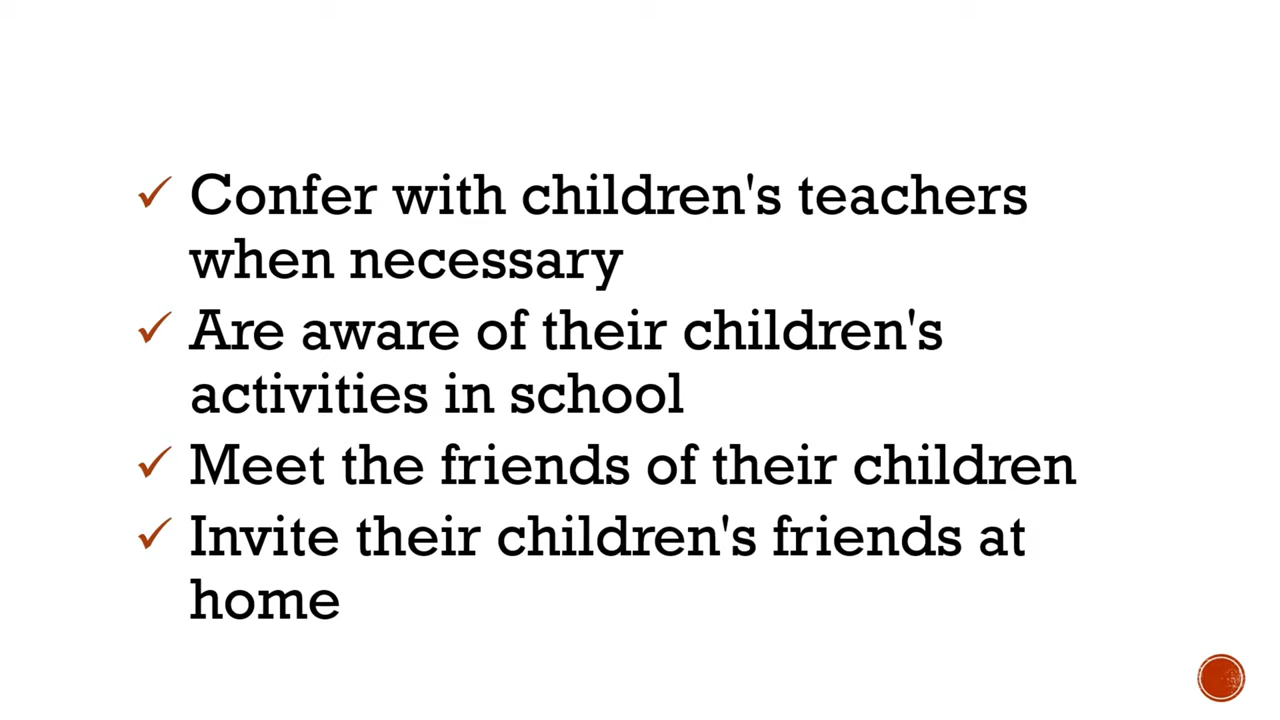 ✓ Confer with children's teachers
when necessary
✓ Are aware of their children's
activities in school
✓ Meet the friends of their children
✓ Invite their children's friends at
home